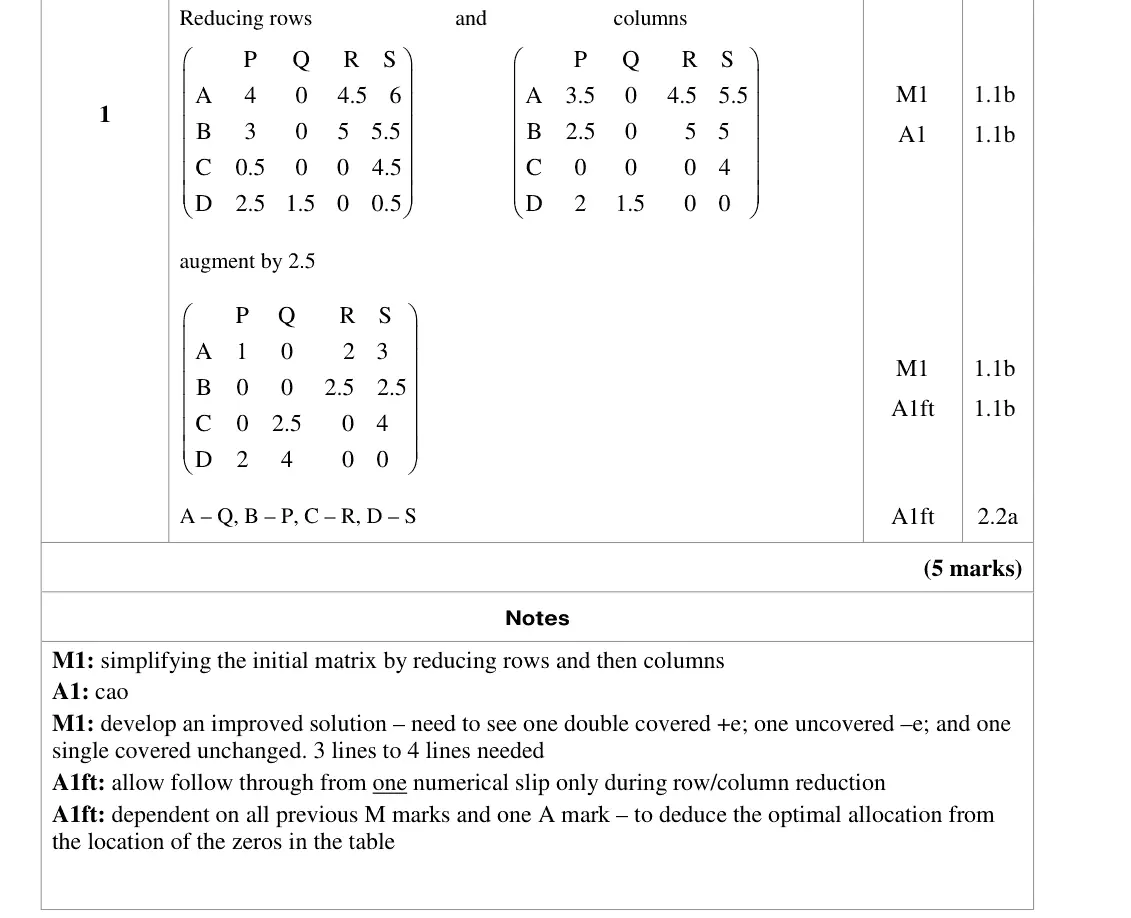 Reducing rows and columns
P Q R S P Q R S
A 4 0 4.5 6 A 3.5 0 4.5 5.5 M1 1.1b
1
B 3 0 5 5.5 B 2.5 0 5 5 A1 1.1b
C 0.5 0 0 4.5 C 0 0 0 4
D 2.5 1.5 0 0.5 D 2 1.5 0 0
augment by 2.5
P Q R S
A 1 0 2 3
M1 1.1b
B 0 0 2.5 2.5
A1ft 1.1b
C 0 2.5 0 4
D 2 4 0 0
A – Q, B – P, C – R, D – S A1ft 2.2a
(5 marks)
Notes
M1: simplifying the initial matrix by reducing rows and then columns
A1: cao
M1: develop an improved solution – need to see one double covered +e; one uncovered –e; and one
single covered unchanged. 3 lines to 4 lines needed
A1ft: allow follow through from one numerical slip only during row/column reduction
A1ft: dependent on all previous M marks and one A mark – to deduce the optimal allocation from
the location of the zeros in the table